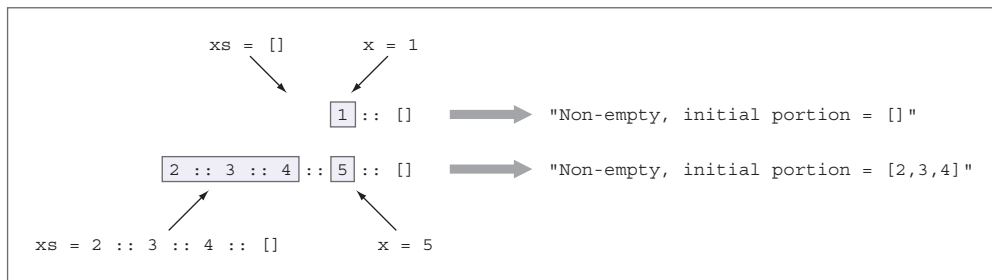 xs = [] x = 1
1 :: [] "Non-empty, initial portion = []"
2 :: 3 :: 4 :: 5 :: [] "Non-empty, initial portion = [2,3,4]"
xs = 2 :: 3 :: 4 :: [] x = 5